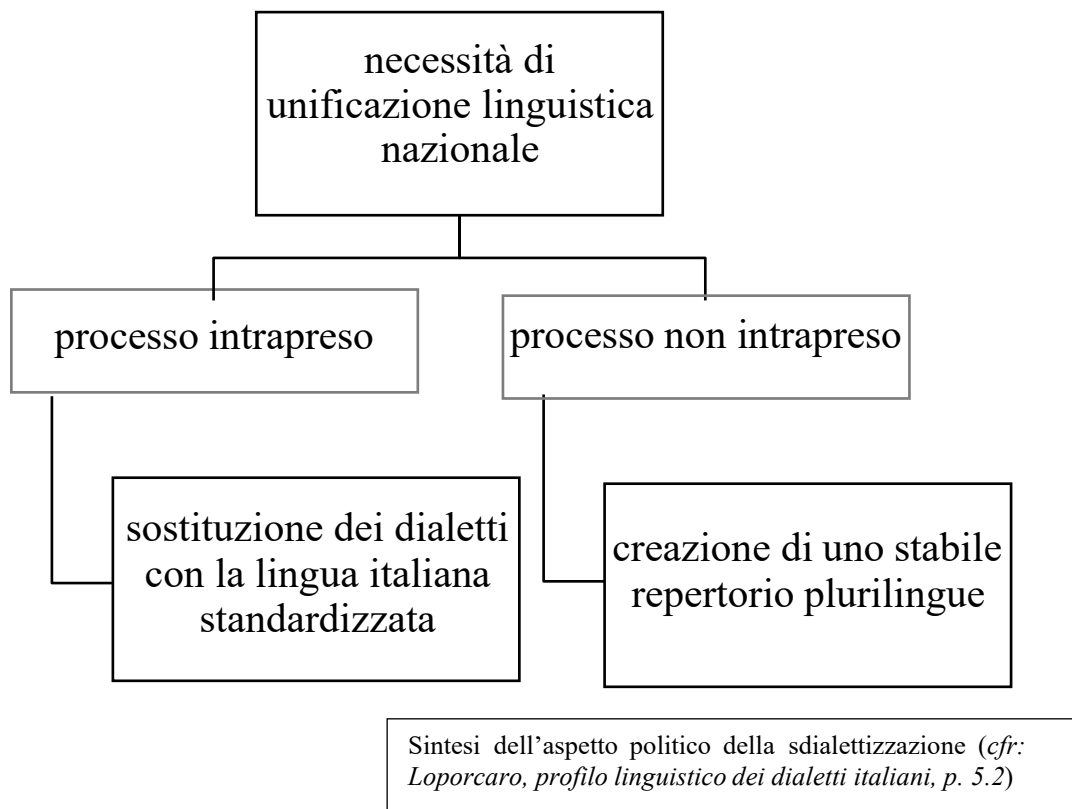 necessità di
unificazione linguistica
nazionale
processo intrapreso
processo non intrapreso
sostituzione dei dialetti
con la lingua italiana
standardizzata
creazione di uno stabile
repertorio plurilingue
Sintesi dell’aspetto politico della sdialettizzazione (cfr:
Loporcaro, profilo linguistico dei dialetti italiani, p. 5.2)